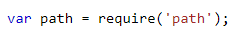 var path = require('path');